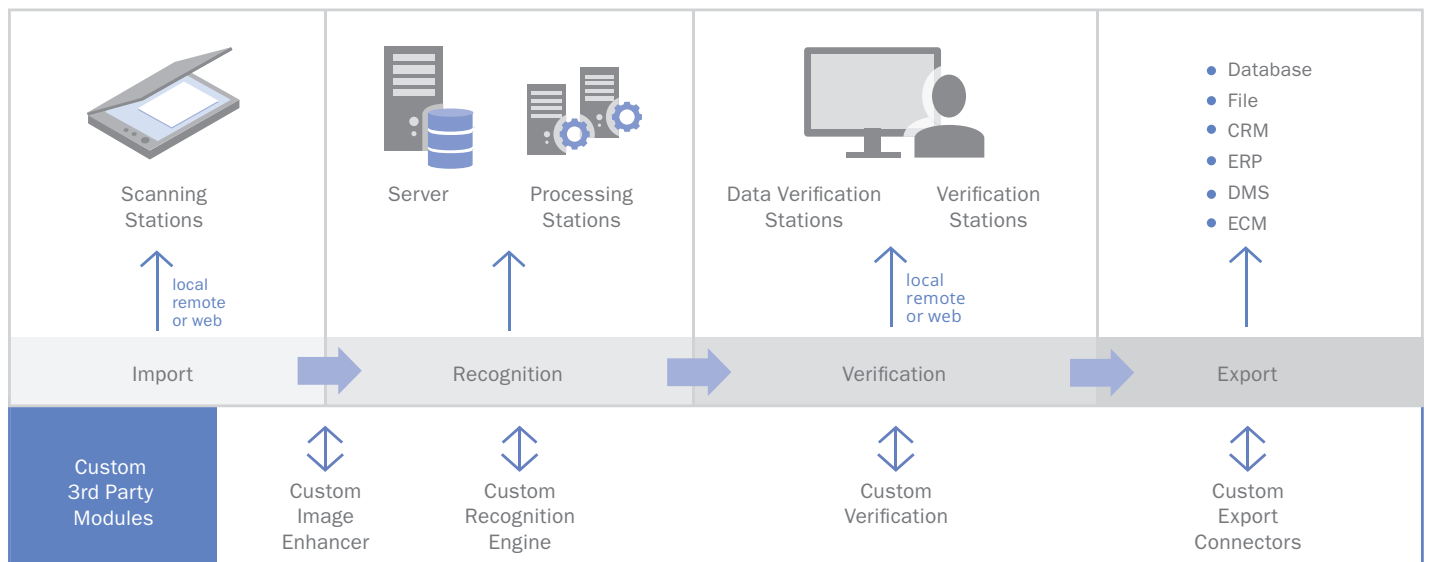 Scanning
Stations
local
remote
or web
Server
Processing
Stations
Data Verification
Stations
Verification
Stations
local
remote
or web
Database
File
CRM
ERP
DMS
ECM
Import
Recognition
Verification
Export
Custom
3rd Party
Modules
Custom
Image
Enhancer
Custom
Recognition
Engine
Custom
Verification
Custom
Export
Connectors